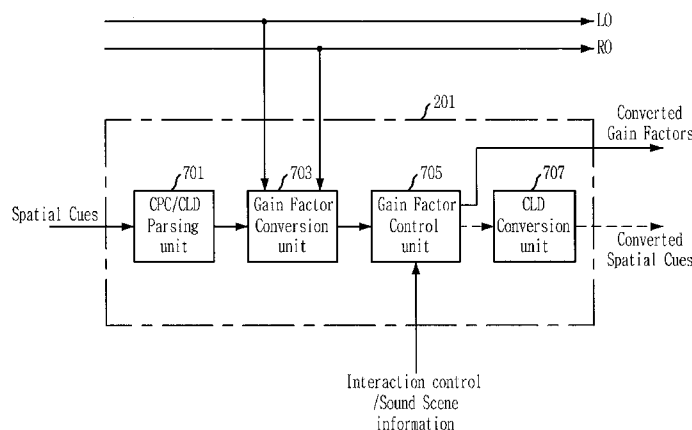 LO
RO
201
Converted
Gain Factors
701
703
705
707
Spatial Cues
CPC/CLD
Parsing
unit
Gain Factor
Conversion
unit
Gain Factor
Control
unit
CLD
Conversion
unit
Converted
Spatial Cues
Interaction control
/Sound Scene
information